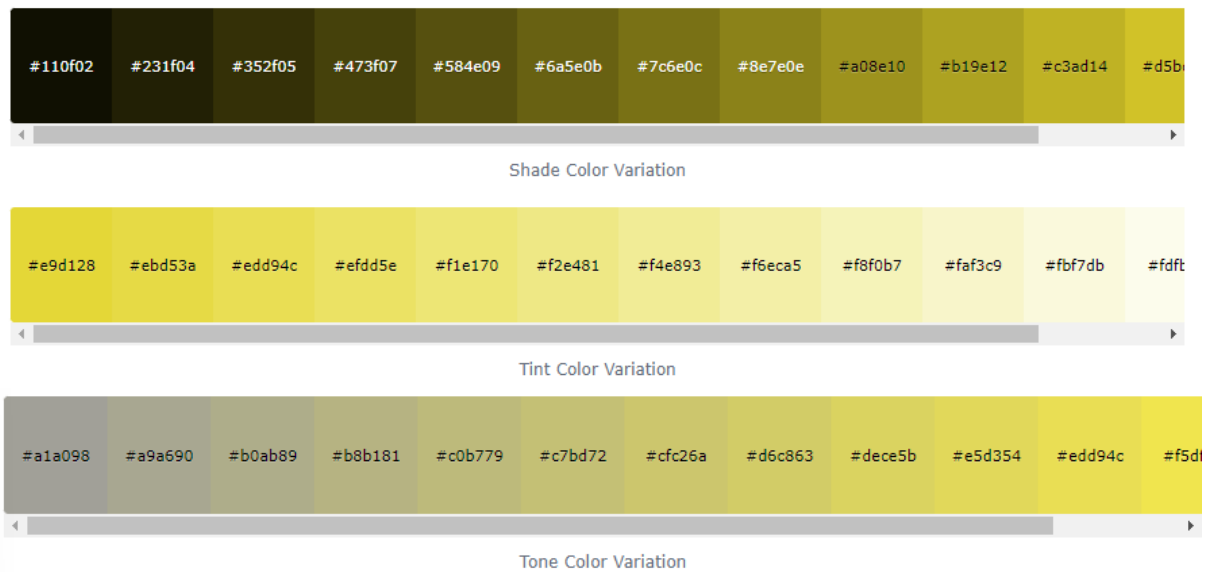 #110f02 #231f04 #352f05 #473f07 #584e09 #6a5e0b #7c6e0c #8e7e0e #a08e10 #b19e12 #c3ad14
Shade Color Variation
#e9d128 #ebd53a #edd94c #efdd5e #f1e170 #f2e481 #f4e893 #f6eca5 #f8f0b7 #faf3c9 #fbf7db
Tint Color Variation
#a1a098 #a9a690 #b0ab89 #b8b181 #c0b779 #c7bd72 #cfc26a #d6c863 #dece5b #e5d354 #edd94c
Tone Color Variation